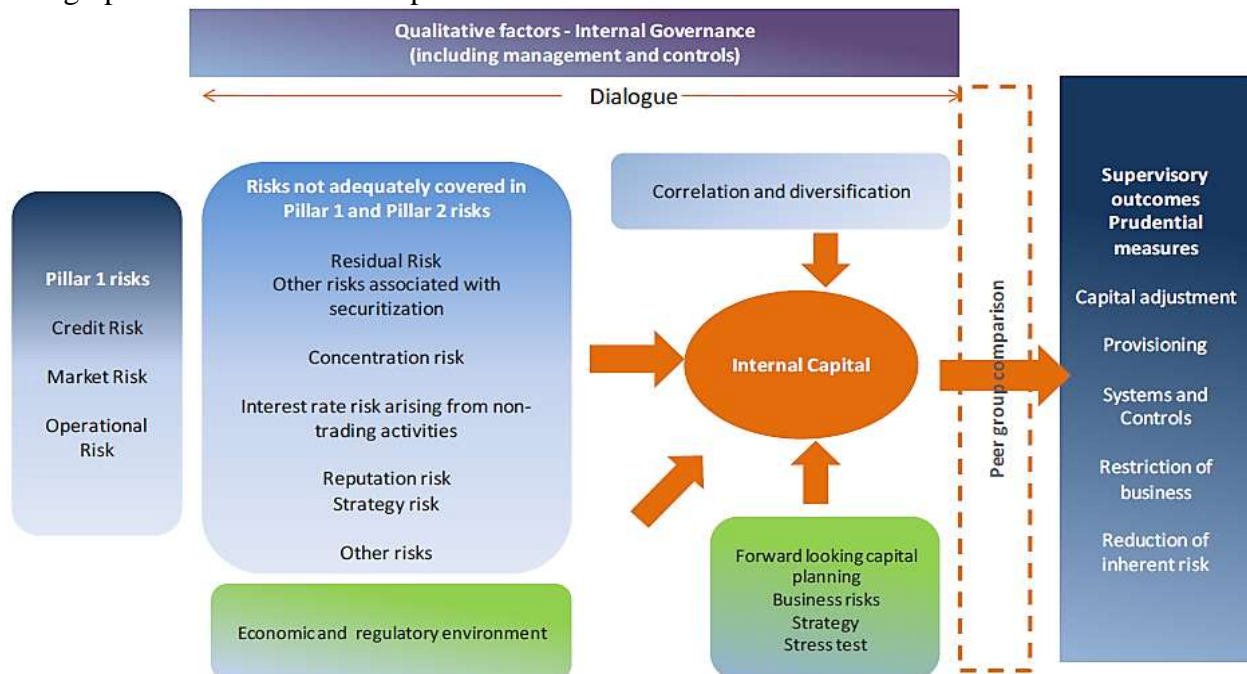 Qualitative factors - Internal Governance
(including management and controls)
Dialogue
Pillar 1 risks
Credit Risk
Market Risk
Operational
Risk
Risks not adequately covered in
Pillar 1 and Pillar 2 risks
Residual Risk
Other risks associated with
securitization
Concentration risk
Interest rate risk arising from non-
trading activities
Reputation risk
Strategy risk
Other risks
Economic and regulatory environment
Correlation and diversification
Internal Capital
Forward looking capital
planning
Business risks
Strategy
Stress test
Peer group comparison
Supervisory
outcomes
Prudential
measures
Capital adjustment
Provisioning
Systems and
Controls
Restriction of
business
Reduction of
inherent risk